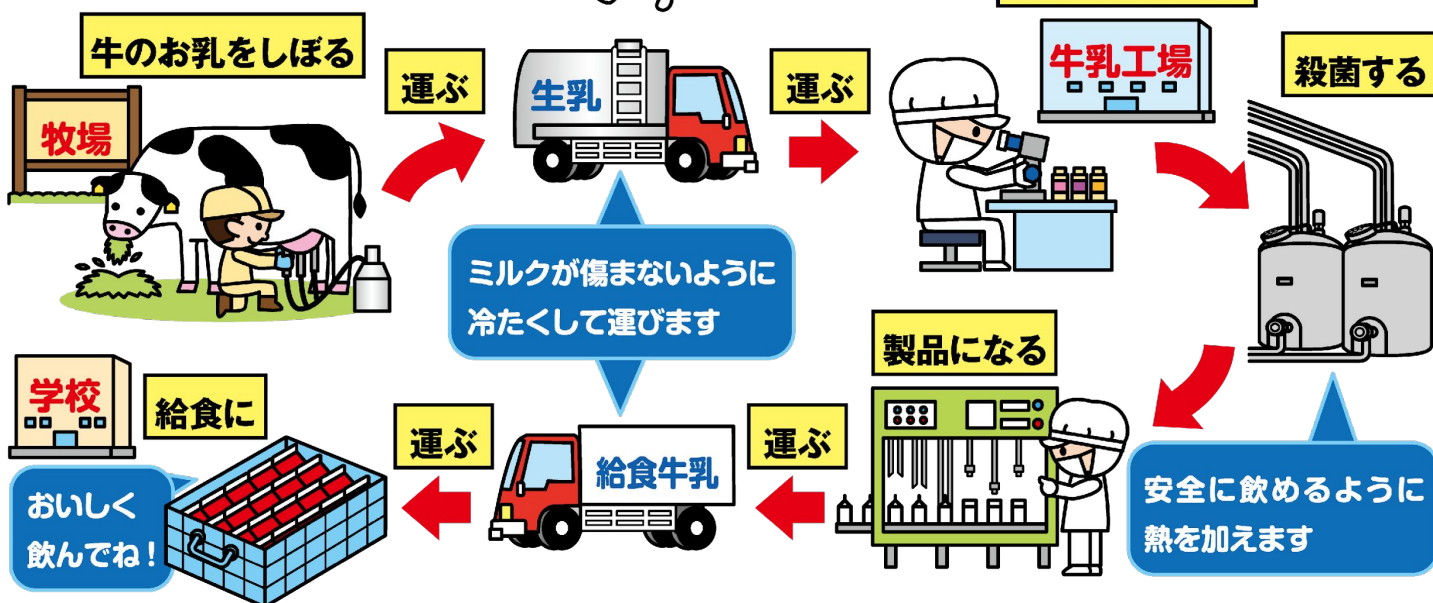 牛のお乳をしぼる
牧場
運ぶ
生乳
運ぶ
牛乳工場
殺菌する
ミルクが傷まないように
冷たくして運びます
安全に飲めるように
熱を加えます
製品になる
運ぶ
給食牛乳
運ぶ
給食に
学校
おいしく
飲んでね!